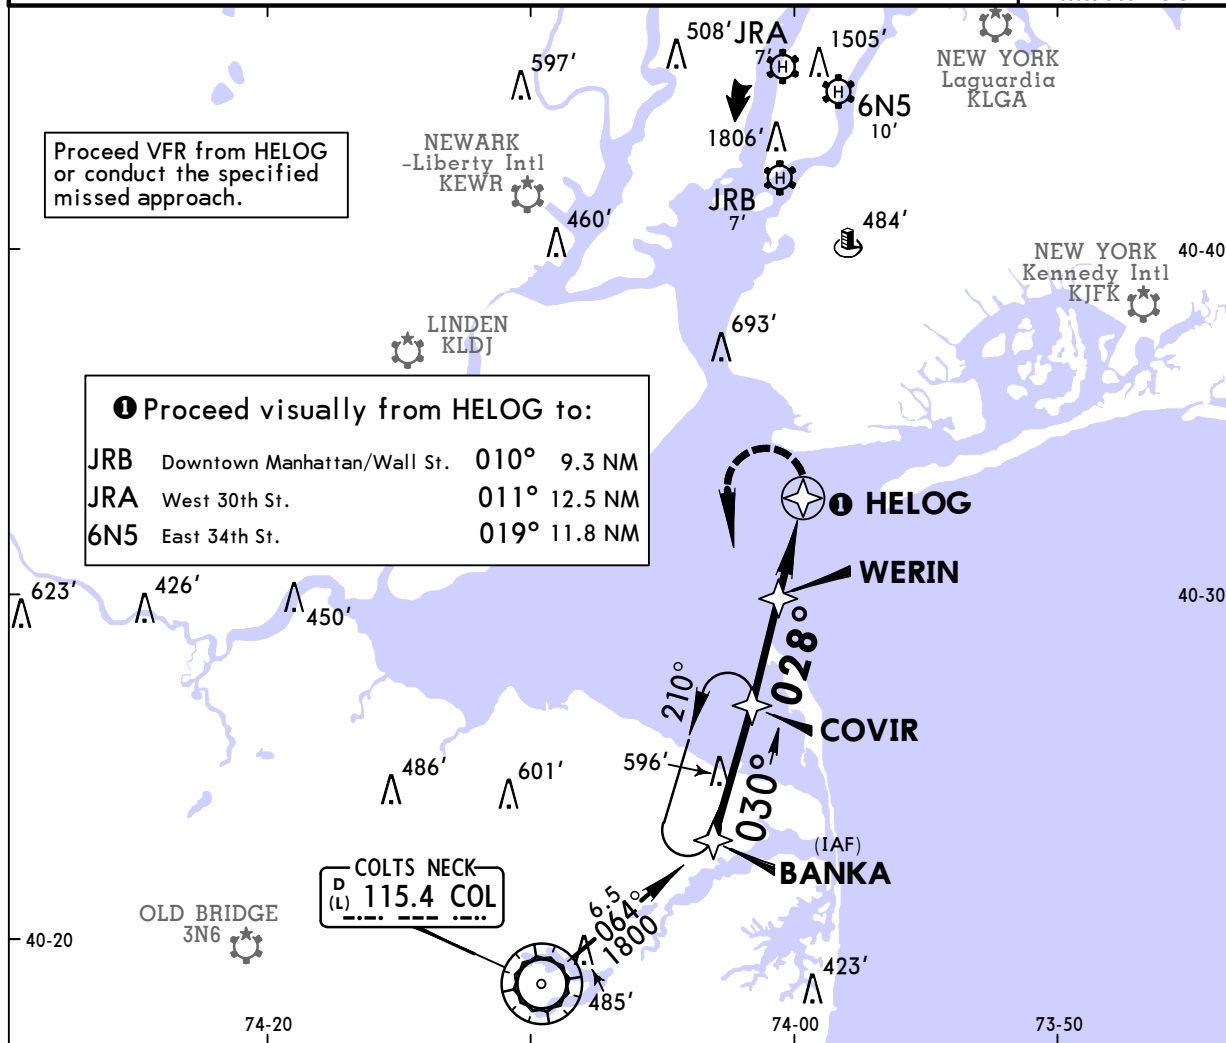 508'
JRA
7'
1505'
NEW YORK
Laguardia
KLGA
597'
6N5
10'
1806'
Proceed VFR from HELOG
or conduct the specified
missed approach.
NEWARK
-Liberty Intl
KEWR
H
H
H
JRB
7'
460'
484'
NEW YORK
Kennedy Intl
KJFK
40-40
LINDEN
KLDJ
693'
1 Proceed visually from HELOG to:
JRB Downtown Manhattan/Wall St. 010° 9.3 NM
JRA West 30th St. 011° 12.5 NM
6N5 East 34th St. 019° 11.8 NM
1 HELOG
WERIN
40-30
623'
426'
450'
028°
210°
COVIR
596'
030°
486'
601'
(IAF)
BANKA
COLTS NECK
D
(L) 115.4 COL
6.5
064°
1800
OLD BRIDGE
3N6
40-20
485'
423'
74-20
74-00
73-50